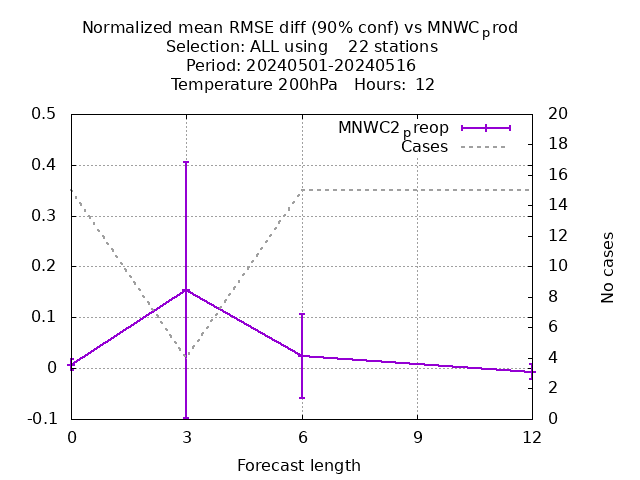 Normalized mean RMSE diff (90% conf) vs MNWCprod
Selection: ALL using    22 stations
Period: 20240501-20240516
Temperature 200hPa   Hours: 12
MNWC2preop
Cases
0.5
0.4
0.3
0.2
0.1
0
-0.1
20
18
16
14
12
10
8
6
4
2
0
No cases
0 3 6 9 12
Forecast length